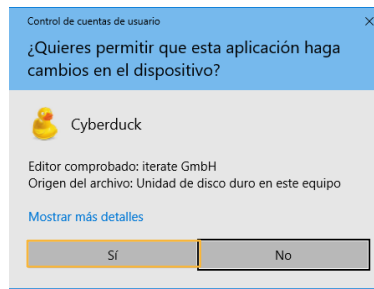 Control de cuentas de usuario
¿Quieres permitir que esta aplicación haga
cambios en el dispositivo?
Cyberduck
Editor comprobado: iterate GmbH
Origen del archivo: Unidad de disco duro en este equipo
Mostrar más detalles
Sí
No